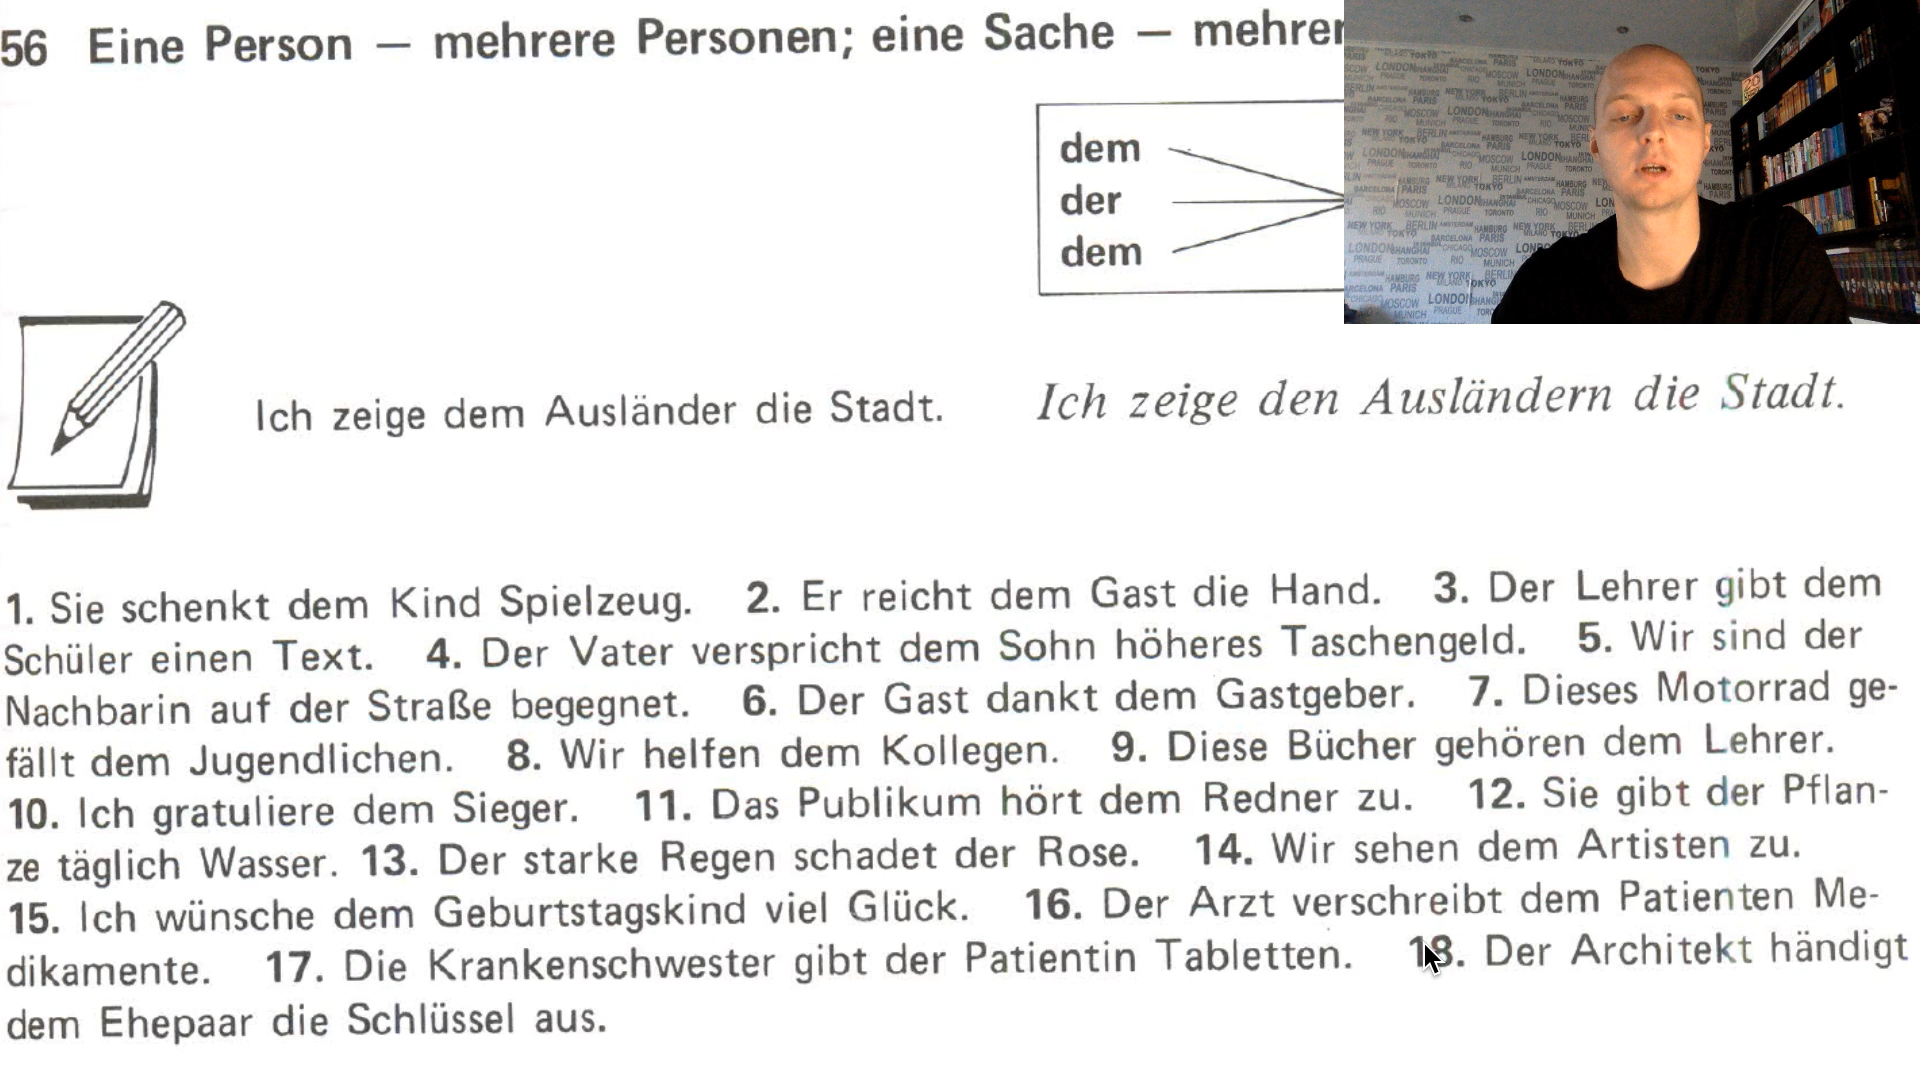 56 Eine Person — mehrere Personen; eine Sache —
dem
der
dem
Ich zeige dem Ausländer die Stadt. Ich zeige den Ausländern die Stadt.
1. Sie schenkt dem Kind Spielzeug. 2. Er reicht dem Gast die Hand. 3. Der Lehrer gibt dem
Schüler einen Text. 4. Der Vater verspricht dem Sohn höheres Taschengeld. 5. Wir sind der
Nachbarin auf der Straße begegnet. 6. Der Gast dankt dem Gastgeber. 7. Dieses Motorrad ge-
fällt dem Jugendlichen. 8. Wir helfen dem Kollegen. 9. Diese Bücher gehören dem Lehrer.
10. Ich gratuliere dem Sieger. 11. Das Publikum hört dem Redner zu. 12. Sie gibt der Pflan-
ze täglich Wasser. 13. Der starke Regen schadet der Rose. 14. Wir sehen dem Artisten zu.
15. Ich wünsche dem Geburtstagskind viel Glück. 16. Der Arzt verschreibt dem Patienten Me-
dikamente. 17. Die Krankenschwester gibt der Patientin Tabletten. 18. Der Architekt händigt
dem Ehepaar die Schlüssel aus.